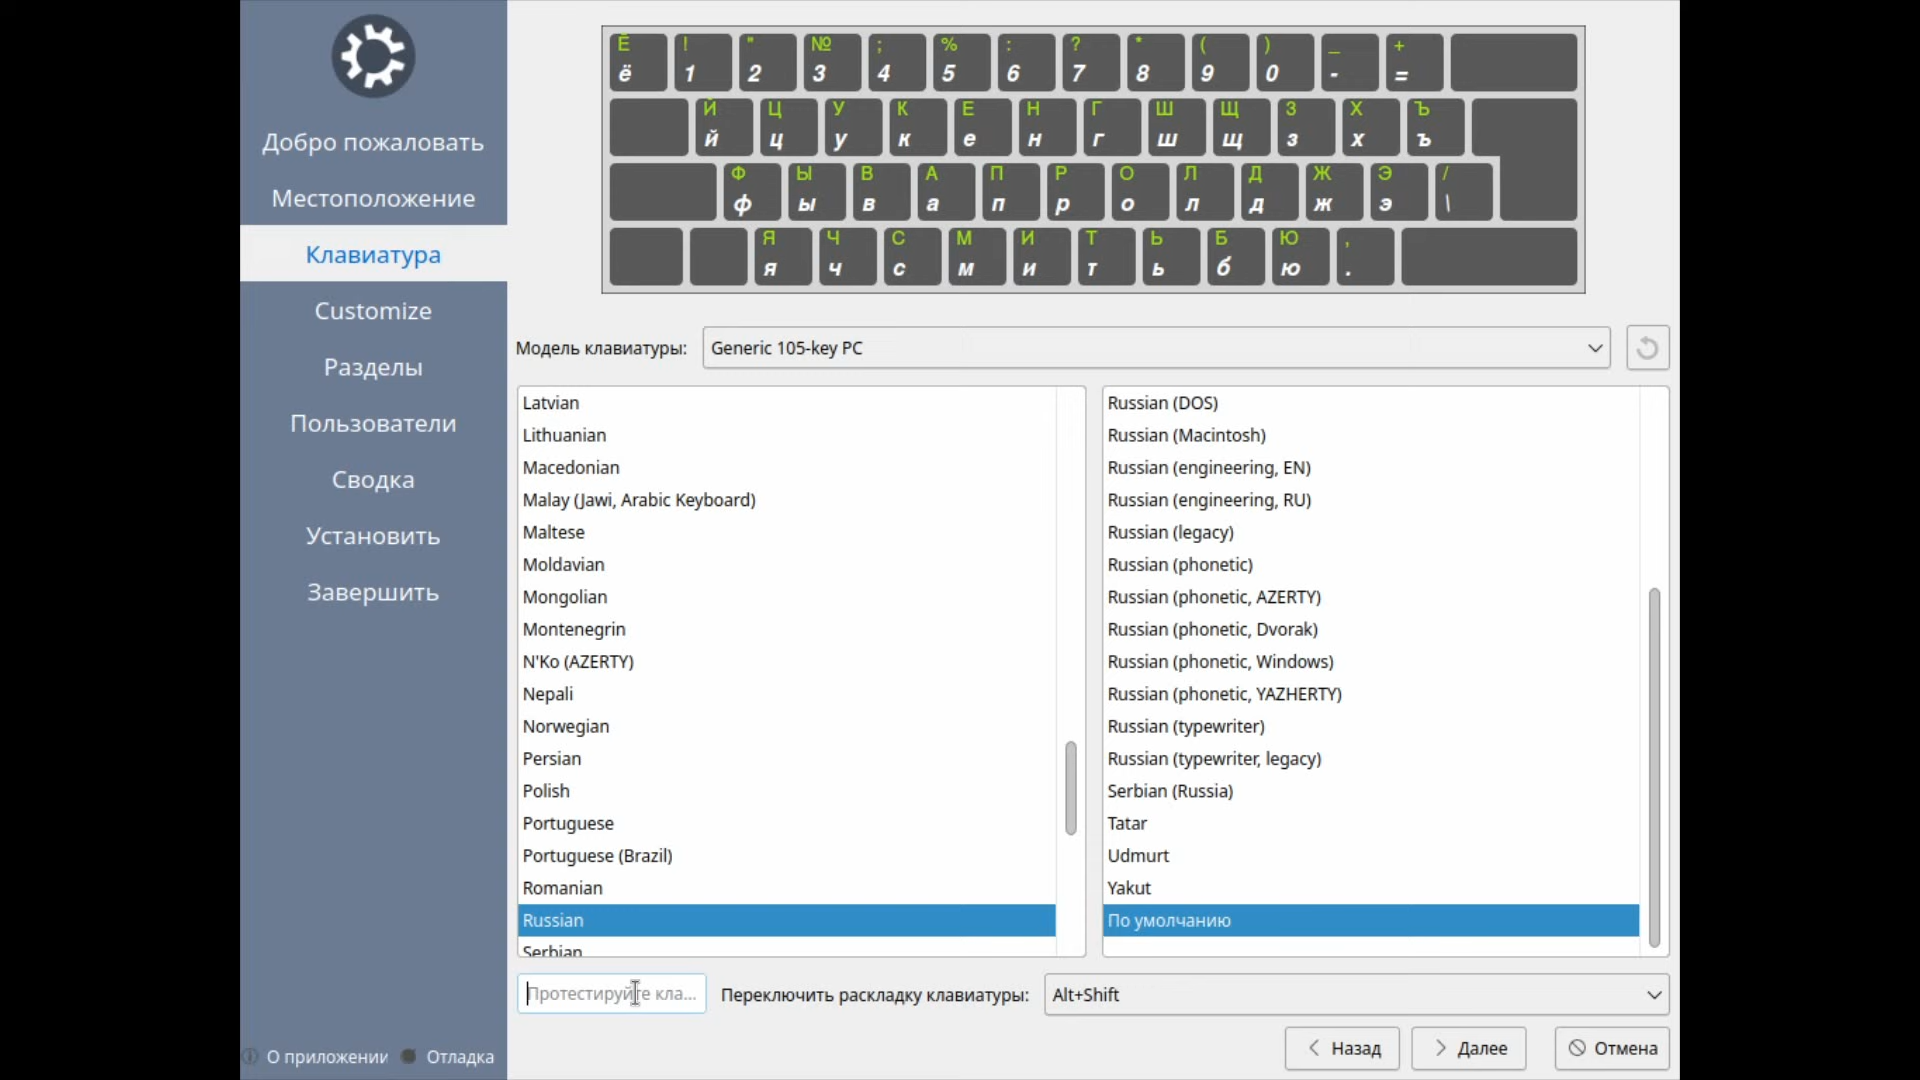 Добро пожаловать
Местоположение
Клавиатура
Customize
Разделы
Пользователи
Сводка
Установить
Завершить
О приложении
Отладка
Ё ! " № ; % : ? * ( ) _ +
ё 1 2 3 4 5 6 7 8 9 0 - =
Й Ц У К Е Н Г Ш Щ З Х Ъ
й ц у к е н г ш щ з х ъ
Ф Ы В А П Р О Л Д Ж Э /
ф ы в а п р о л д ж э \
Я Ч С М И Т Ь Б Ю ,
я ч с м и т ь б ю .
Модель клавиатуры: Generic 105-key PC
Latvian
Lithuanian
Macedonian
Malay (Jawi, Arabic Keyboard)
Maltese
Moldavian
Mongolian
Montenegrin
N'Ko (AZERTY)
Nepali
Norwegian
Persian
Polish
Portuguese
Portuguese (Brazil)
Romanian
Russian
Serbian
Russian (DOS)
Russian (Macintosh)
Russian (engineering, EN)
Russian (engineering, RU)
Russian (legacy)
Russian (phonetic)
Russian (phonetic, AZERTY)
Russian (phonetic, Dvorak)
Russian (phonetic, Windows)
Russian (phonetic, YAZHERTY)
Russian (typewriter)
Russian (typewriter, legacy)
Serbian (Russia)
Tatar
Udmurt
Yakut
По умолчанию
Протестируйте кла...
Переключить раскладку клавиатуры: Alt+Shift
Назад
Далее
Отмена